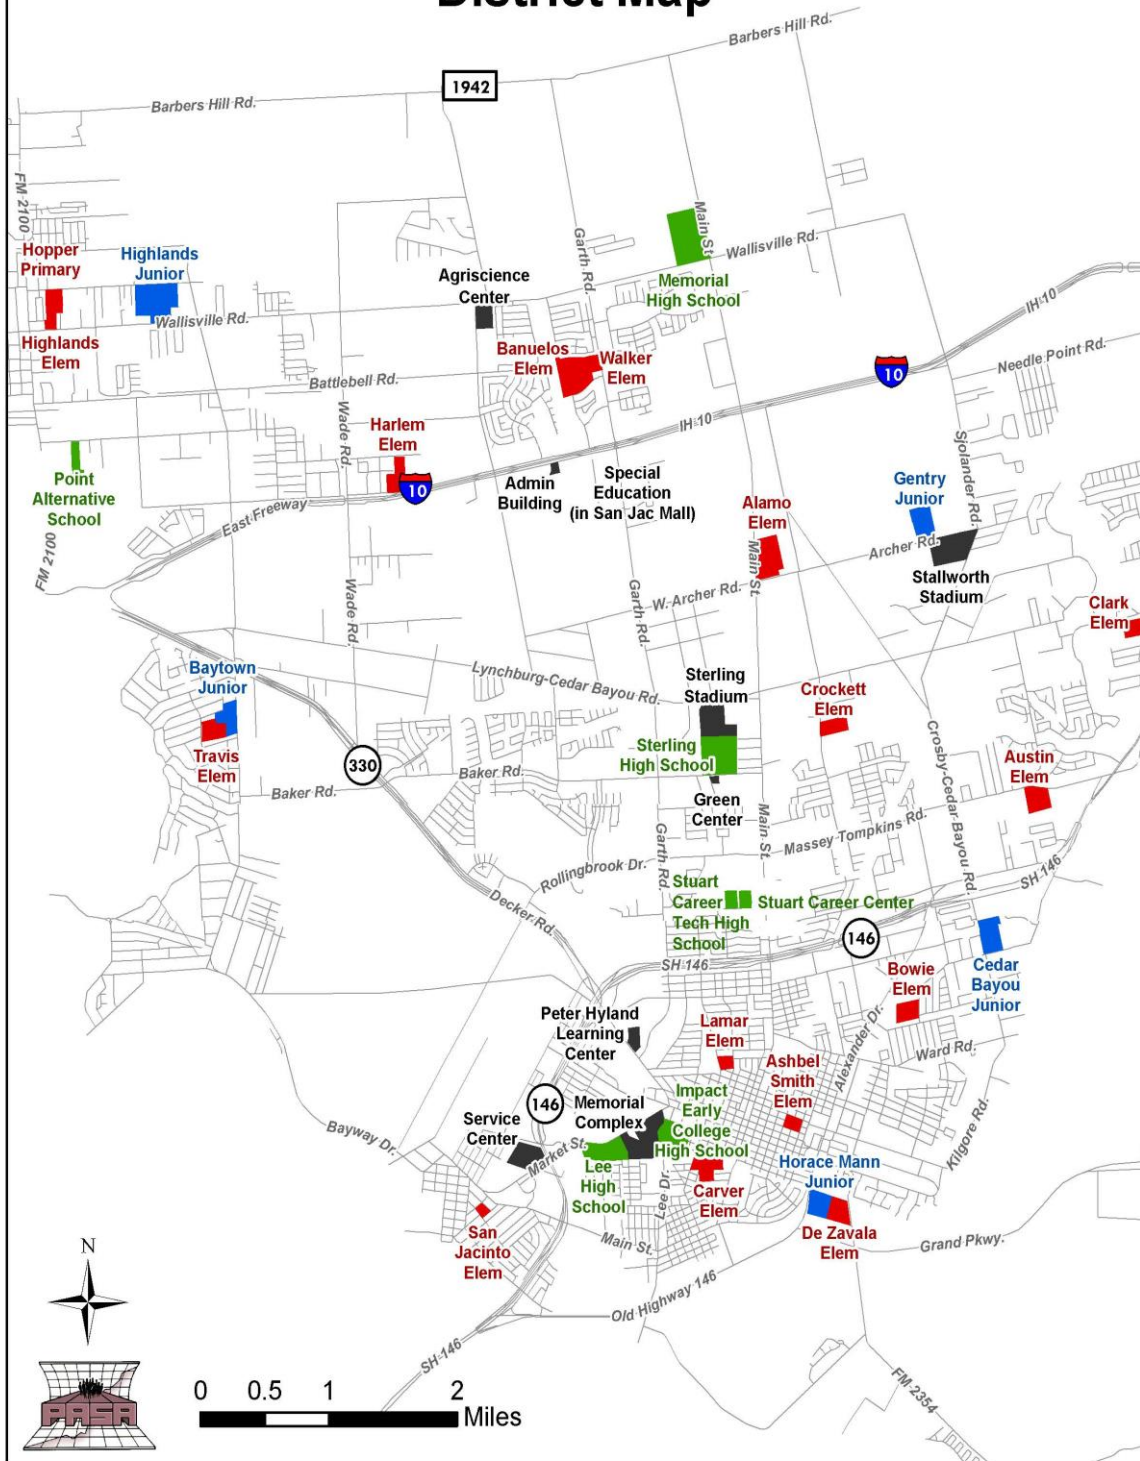 District Map
Barbers Hill Rd.
1942
Barbers Hill Rd.
FM 2100
Main St.
Garth Rd.
Wallisville Rd.
Hopper
Primary
Highlands
Junior
Agriscience
Center
Memorial
High School
IH 10
Wallisville Rd.
Highlands
Elem
Banuelos
Elem
Walker
Elem
Needle Point Rd.
10
Battlebell Rd.
Wade Rd.
Harlem
Elem
IH 10
Sjolander Rd.
Point
Alternative
School
10
Admin
Building
Special
Education
(in San Jac Mall)
Gentry
Junior
Alamo
Elem
East Freeway
FM 2100
Archer Rd.
Main St.
Stallworth
Stadium
Wade Rd.
Garth Rd.
W. Archer Rd.
Clark
Elem
Baytown
Junior
Lynchburg-Cedar Bayou Rd.
Sterling
Stadium
Crockett
Elem
Travis
Elem
330
Sterling
High School
Crosby-Cedar Bayou Rd.
Austin
Elem
Baker Rd.
Baker Rd.
Green
Center
Main St.
Massey Tompkins Rd.
Garth Rd.
Rollingbrook Dr.
SH 146
Decker Rd.
Stuart
Career
Tech High
School
Stuart Career Center
146
SH 146
Bowie
Elem
Cedar
Bayou
Junior
Peter Hyland
Learning
Center
Lamar
Elem
Alexander Dr.
Ward Rd.
Ashbel
Smith
Elem
146
Memorial
Complex
Impact
Early
College
High School
Service
Center
Bayway Dr.
Market St.
Kilgore Rd.
Lee
High
School
Lee Dr.
Carver
Elem
Horace Mann
Junior
De Zavala
Elem
San
Jacinto
Elem
Main St.
Grand Pkwy.
Old Highway 146
N
SH 146
FM 2354
0 0.5 1 2
Miles